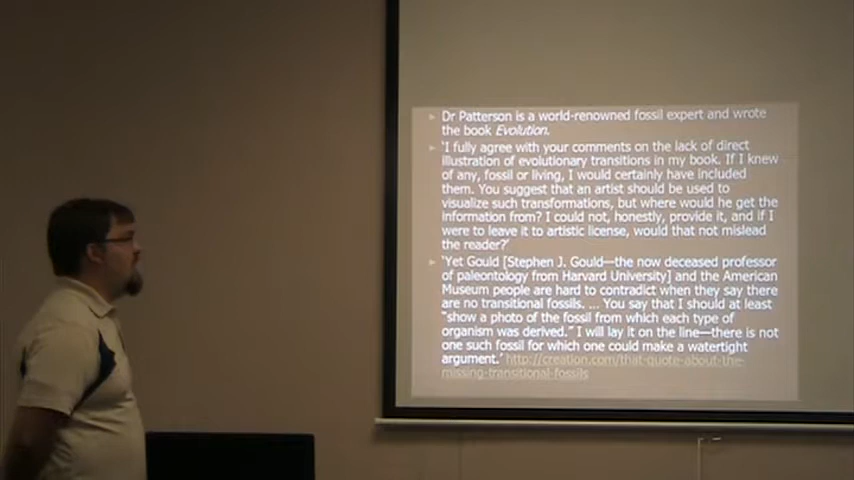 Dr Patterson is a world-renowned fossil expert and wrote
the book Evolution.
‘I fully agree with your comments on the lack of direct
illustration of evolutionary transitions in my book. If I knew
of any, fossil or living, I would certainly have included
them. You suggest that an artist should be used to
visualize such transformations, but where would he get the
information from? I could not, honestly, provide it, and if I
were to leave it to artistic license, would that not mislead
the reader?’
‘Yet Gould [Stephen J. Gould—the now deceased professor
of paleontology from Harvard University] and the American
Museum people are hard to contradict when they say there
are no transitional fossils. … You say that I should at least
“show a photo of the fossil from which each type of
organism was derived.” I will lay it on the line—there is not
one such fossil for which one could make a watertight
argument.’ http://creation.com/that-quote-about-the-
missing-transitional-fossils